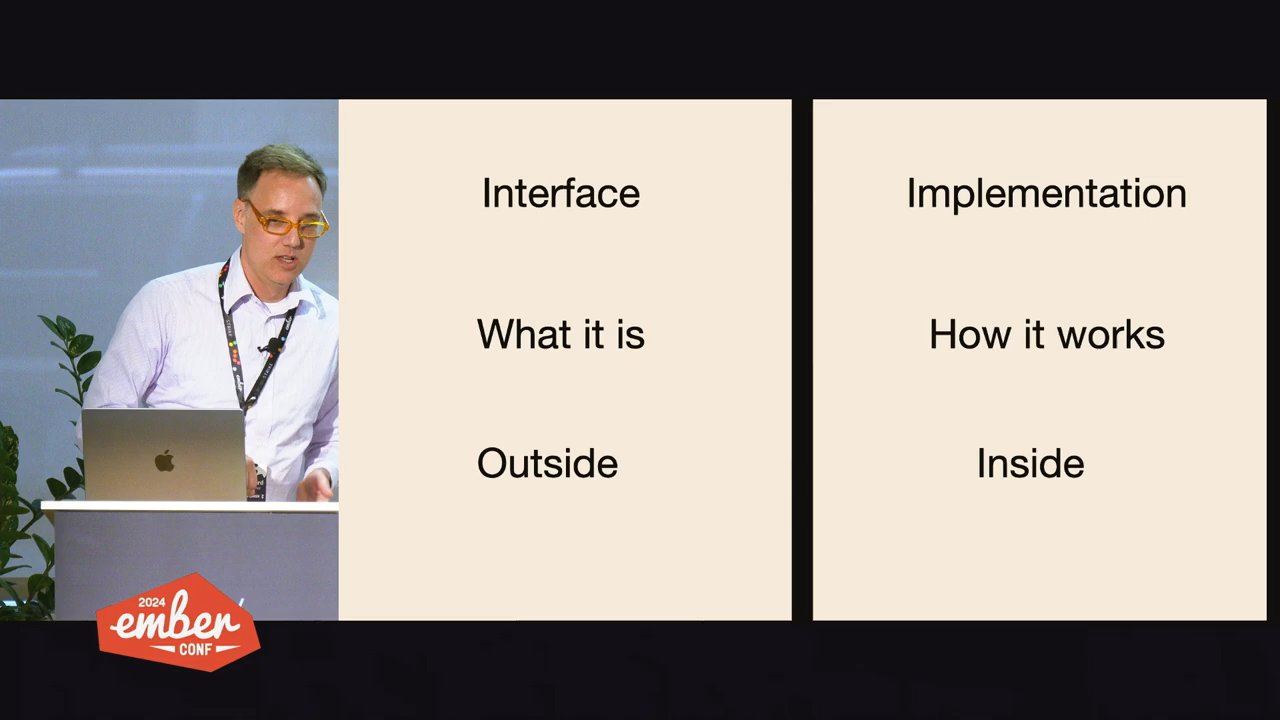 Interface
What it is
Outside
Implementation
How it works
Inside
2024
ember
CONF